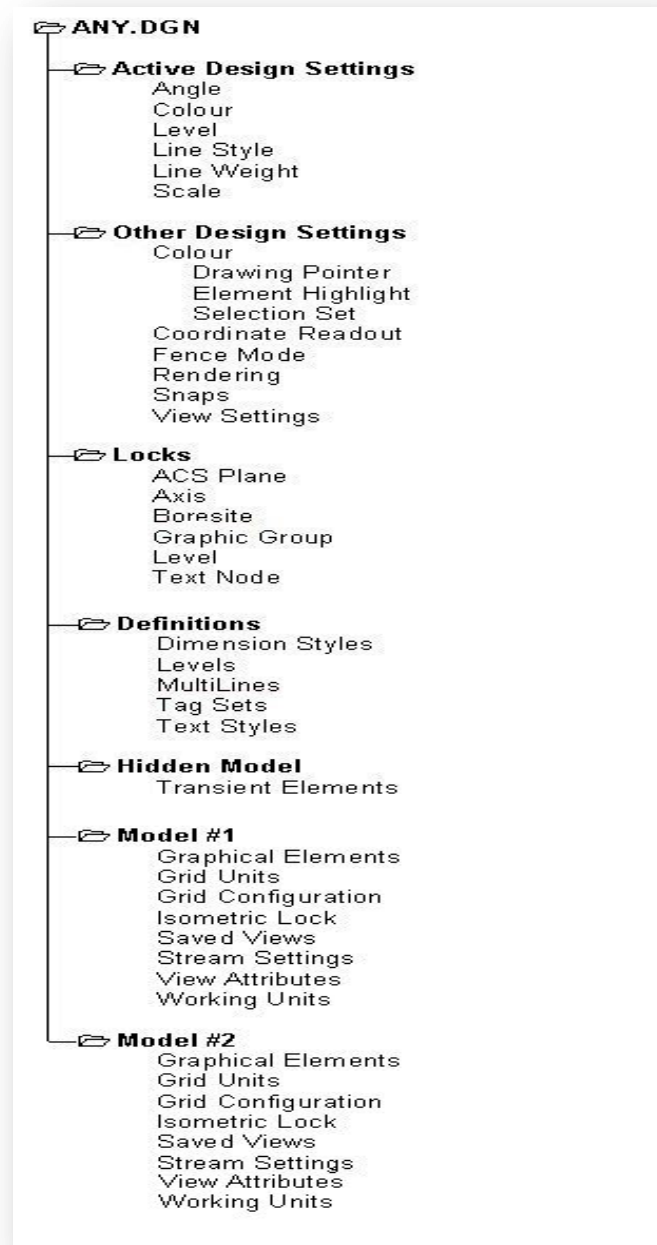 ANY.DGN
Active Design Settings
Angle
Colour
Level
Line Style
Line Weight
Scale
Other Design Settings
Colour
Drawing Pointer
Element Highlight
Selection Set
Coordinate Readout
Fence Mode
Rendering
Snaps
View Settings
Locks
ACS Plane
Axis
Boresite
Graphic Group
Level
Text Node
Definitions
Dimension Styles
Levels
MultiLines
Tag Sets
Text Styles
Hidden Model
Transient Elements
Model #1
Graphical Elements
Grid Units
Grid Configuration
Isometric Lock
Saved Views
Stream Settings
View Attributes
Working Units
Model #2
Graphical Elements
Grid Units
Grid Configuration
Isometric Lock
Saved Views
Stream Settings
View Attributes
Working Units